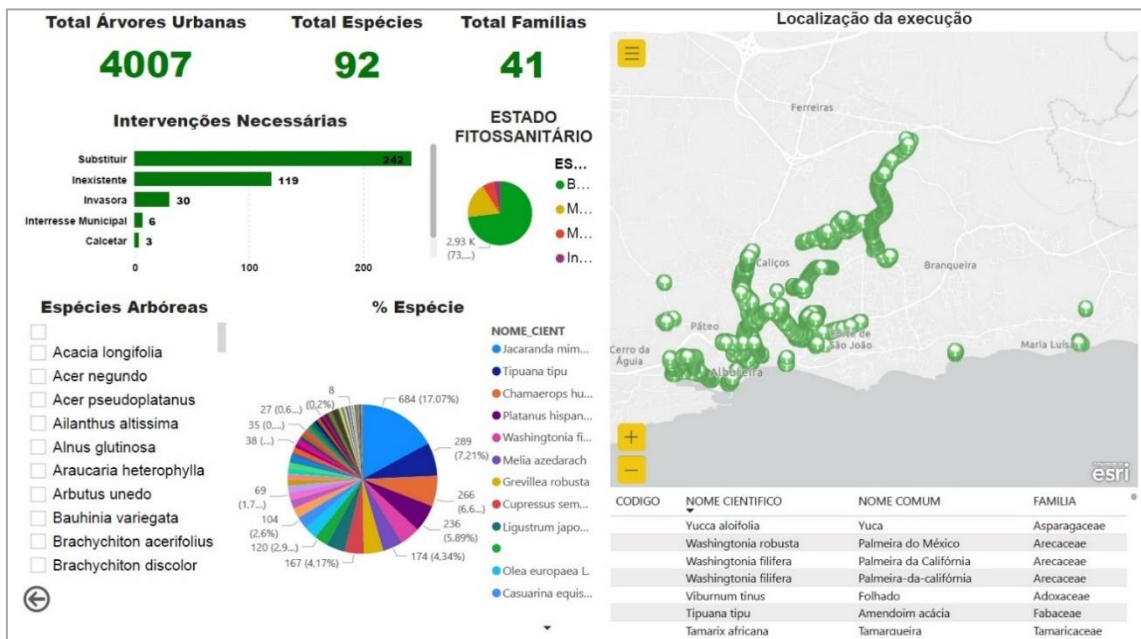 Total Árvores Urbanas
4007
Total Espécies
92
Total Famílias
41
Intervenções Necessárias
Substituir 242
Inexistente 119
Invasora 30
Interresse Municipal 6
Calcetar 3
0 100 200
ESTADO
FITOSSANITÁRIO
ES...
B...
M...
M...
In...
2,93 K
(73,...)
Espécies Arbóreas
Acacia longifolia
Acer negundo
Acer pseudoplatanus
Ailanthus altissima
Alnus glutinosa
Araucaria heterophylla
Arbutus unedo
Bauhinia variegata
Brachychiton acerifolius
Brachychiton discolor
% Espécie
8
(0,2%)
27 (0,6...)
35 (0,...)
38 (...)
69
(1,7...)
104
(2,6%)
120 (2,9...)
167 (4,17%)
174 (4,34%)
236
(5,89%)
266
(6,6...)
289
(7,21%)
684 (17,07%)
NOME_CIENT
Jacaranda mim...
Tipuana tipu
Chamaerops hu...
Platanus hispan...
Washingtonia fi...
Melia azedarach
Grevillea robusta
Cupressus sem...
Ligustrum japo...
Olea europaea L.
Casuarina equis...
Localização da execução
Ferreiras
Caliços
Branqueira
Páteo
de
São João
Maria Luísa
Cerro da
Águia
Albufeira
esri
CODIGO NOME CIENTIFICO NOME COMUM FAMILIA
Yucca aloifolia Yuca Asparagaceae
Washingtonia robusta Palmeira do México Arecaceae
Washingtonia filifera Palmeira da Califórnia Arecaceae
Washingtonia filifera Palmeira-da-califórnia Arecaceae
Viburnum tinus Folhado Adoxaceae
Tipuana tipu Amendoim acácia Fabaceae
Tamarix africana Tamargueira Tamaricaceae